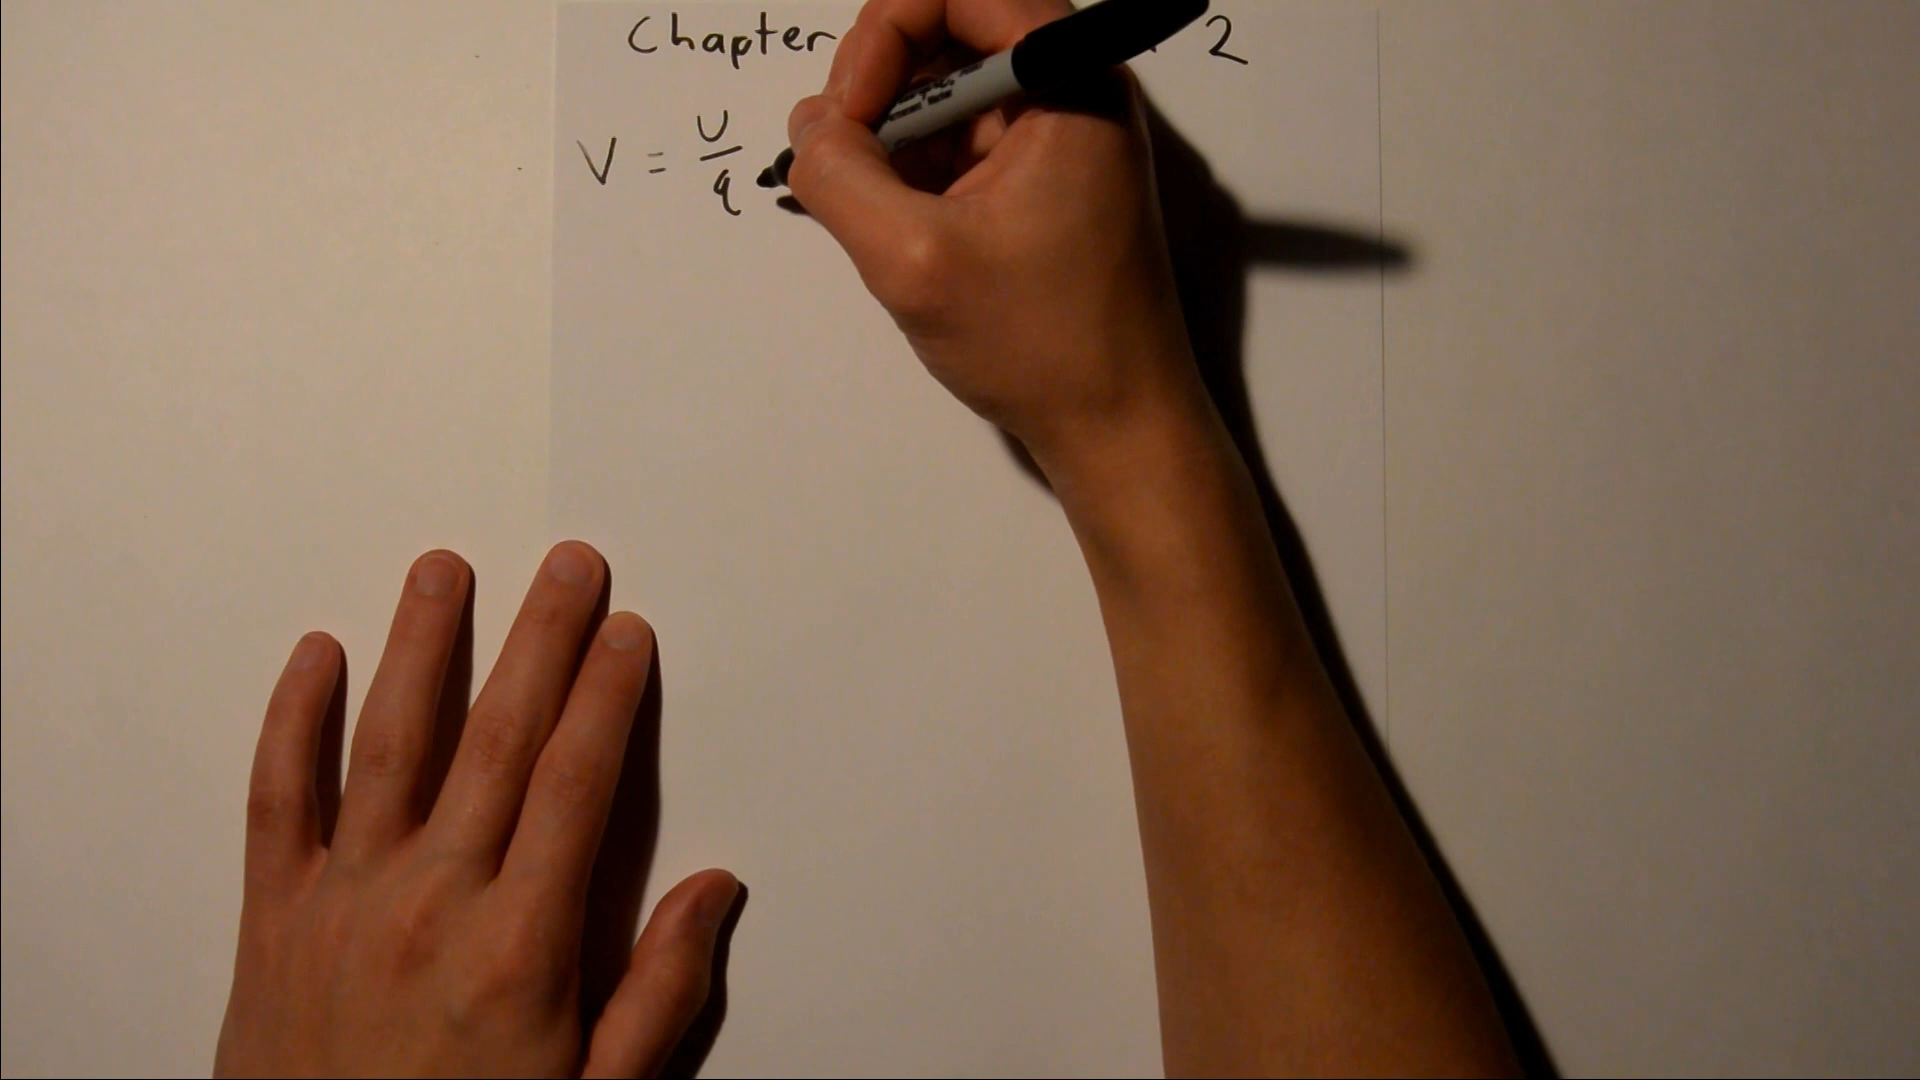 Chapter 2
V = U/q